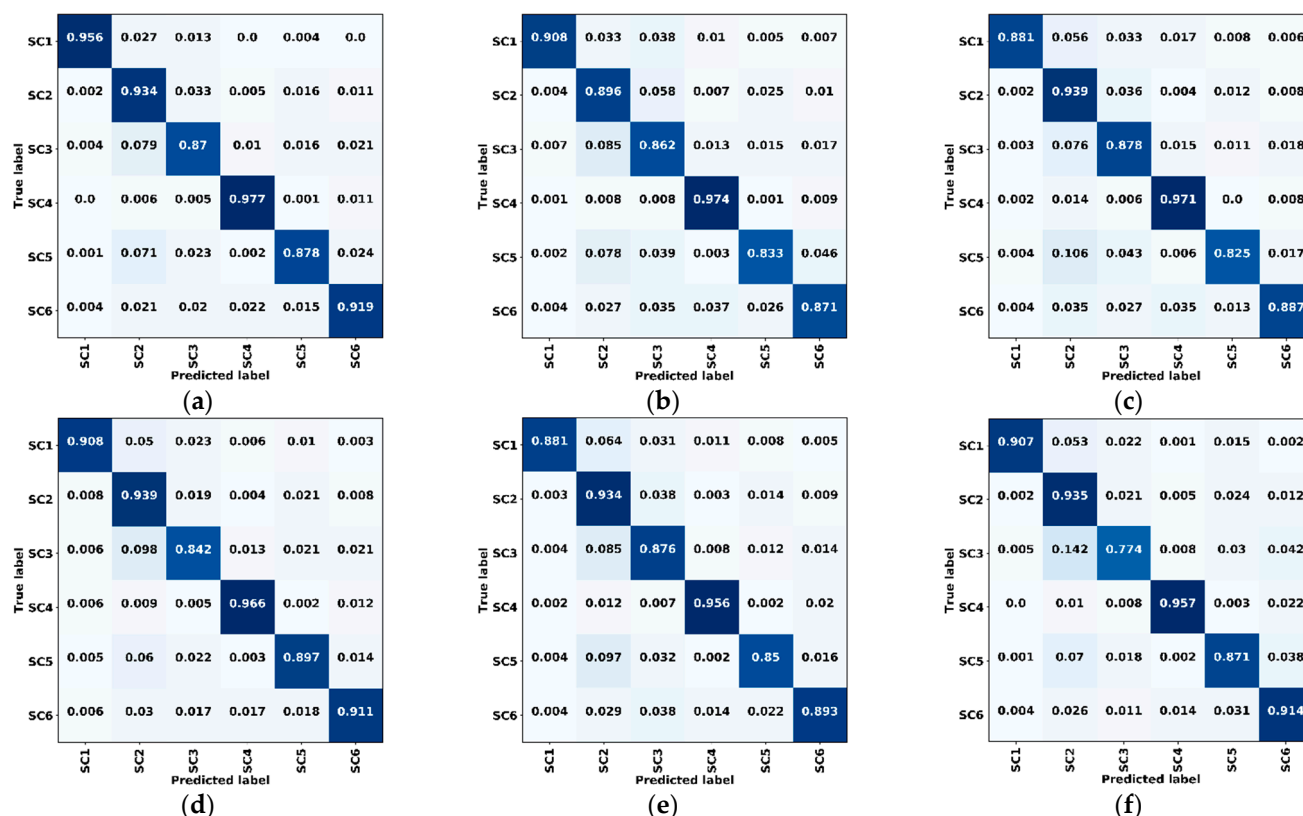 SC1 0.956 0.027 0.013 0.0 0.004 0.0
SC2 0.002 0.934 0.033 0.005 0.016 0.011
SC3 0.004 0.079 0.87 0.01 0.016 0.021
SC4 0.0 0.006 0.005 0.977 0.001 0.011
SC5 0.001 0.071 0.023 0.002 0.878 0.024
SC6 0.004 0.021 0.02 0.022 0.015 0.919
True label
SC1 SC2 SC3 SC4 SC5 SC6
Predicted label
(a)
SC1 0.908 0.033 0.038 0.01 0.005 0.007
SC2 0.004 0.896 0.058 0.007 0.025 0.01
SC3 0.007 0.085 0.862 0.013 0.015 0.017
SC4 0.001 0.008 0.008 0.974 0.001 0.009
SC5 0.002 0.078 0.039 0.003 0.833 0.046
SC6 0.004 0.027 0.035 0.037 0.026 0.871
True label
SC1 SC2 SC3 SC4 SC5 SC6
Predicted label
(b)
SC1 0.881 0.056 0.033 0.017 0.008 0.006
SC2 0.002 0.939 0.036 0.004 0.012 0.008
SC3 0.003 0.076 0.878 0.015 0.011 0.018
SC4 0.002 0.014 0.006 0.971 0.0 0.008
SC5 0.004 0.106 0.043 0.006 0.825 0.017
SC6 0.004 0.035 0.027 0.035 0.013 0.887
True label
SC1 SC2 SC3 SC4 SC5 SC6
Predicted label
(c)
SC1 0.908 0.05 0.023 0.006 0.01 0.003
SC2 0.008 0.939 0.019 0.004 0.021 0.008
SC3 0.006 0.098 0.842 0.013 0.021 0.021
SC4 0.006 0.009 0.005 0.966 0.002 0.012
SC5 0.005 0.06 0.022 0.003 0.897 0.014
SC6 0.006 0.03 0.017 0.017 0.018 0.911
True label
SC1 SC2 SC3 SC4 SC5 SC6
Predicted label
(d)
SC1 0.881 0.064 0.031 0.011 0.008 0.005
SC2 0.003 0.934 0.038 0.003 0.014 0.009
SC3 0.004 0.085 0.876 0.008 0.012 0.014
SC4 0.002 0.012 0.007 0.956 0.002 0.02
SC5 0.004 0.097 0.032 0.002 0.85 0.016
SC6 0.004 0.029 0.038 0.014 0.022 0.893
True label
SC1 SC2 SC3 SC4 SC5 SC6
Predicted label
(e)
SC1 0.907 0.053 0.022 0.001 0.015 0.002
SC2 0.002 0.935 0.021 0.005 0.024 0.012
SC3 0.005 0.142 0.774 0.008 0.03 0.042
SC4 0.0 0.01 0.008 0.957 0.003 0.022
SC5 0.001 0.07 0.018 0.002 0.871 0.038
SC6 0.004 0.026 0.011 0.014 0.031 0.914
True label
SC1 SC2 SC3 SC4 SC5 SC6
Predicted label
(f)